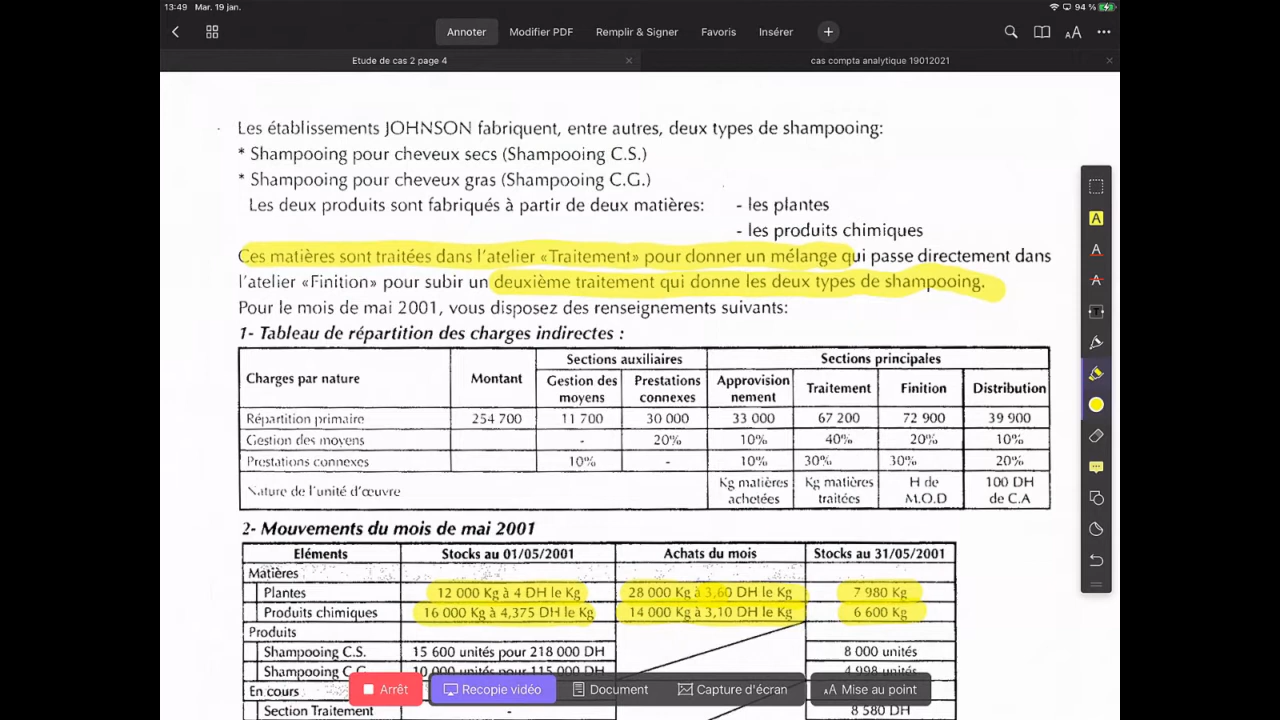 13:49 Mar. 19 jan.
94 %
Annoter Modifier PDF Remplir & Signer Favoris Insérer
AA
Etude de cas 2 page 4
cas compta analytique 19012021
Les établissements JOHNSON fabriquent, entre autres, deux types de shampooing:
* Shampooing pour cheveux secs (Shampooing C.S.)
* Shampooing pour cheveux gras (Shampooing C.G.)
Les deux produits sont fabriqués à partir de deux matières: - les plantes
- les produits chimiques
Ces matières sont traitées dans l'atelier «Traitement» pour donner un mélange qui passe directement dans
l'atelier «Finition» pour subir un deuxième traitement qui donne les deux types de shampooing.
Pour le mois de mai 2001, vous disposez des renseignements suivants:
1- Tableau de répartition des charges indirectes :
Charges par nature Montant Sections auxiliaires Sections principales
Gestion des moyens Prestations connexes Approvision nement Traitement Finition Distribution
Répartition primaire 254 700 11 700 30 000 33 000 67 200 72 900 39 900
Gestion des moyens - 20% 10% 40% 20% 10%
Prestations connexes 10% - 10% 30% 30% 20%
Nature de l'unité d'œuvre Kg matières achetées Kg matières traitées H de M.O.D 100 DH de C.A
2- Mouvements du mois de mai 2001
Eléments Stocks au 01/05/2001 Achats du mois Stocks au 31/05/2001
Matières
Plantes 12 000 Kg à 4 DH le Kg 28 000 Kg à 3,60 DH le Kg 7 980 Kg
Produits chimiques 16 000 Kg à 4,375 DH le Kg 14 000 Kg à 3,10 DH le Kg 6 600 Kg
Produits
Shampooing C.S. 15 600 unités pour 218 000 DH 8 000 unités
Shampooing C.G. 10 000 unités pour 115 000 DH 4 998 unités
En cours
Section Traitement - 8 580 DH
Arrêt Recopie vidéo Document Capture d'écran AA Mise au point